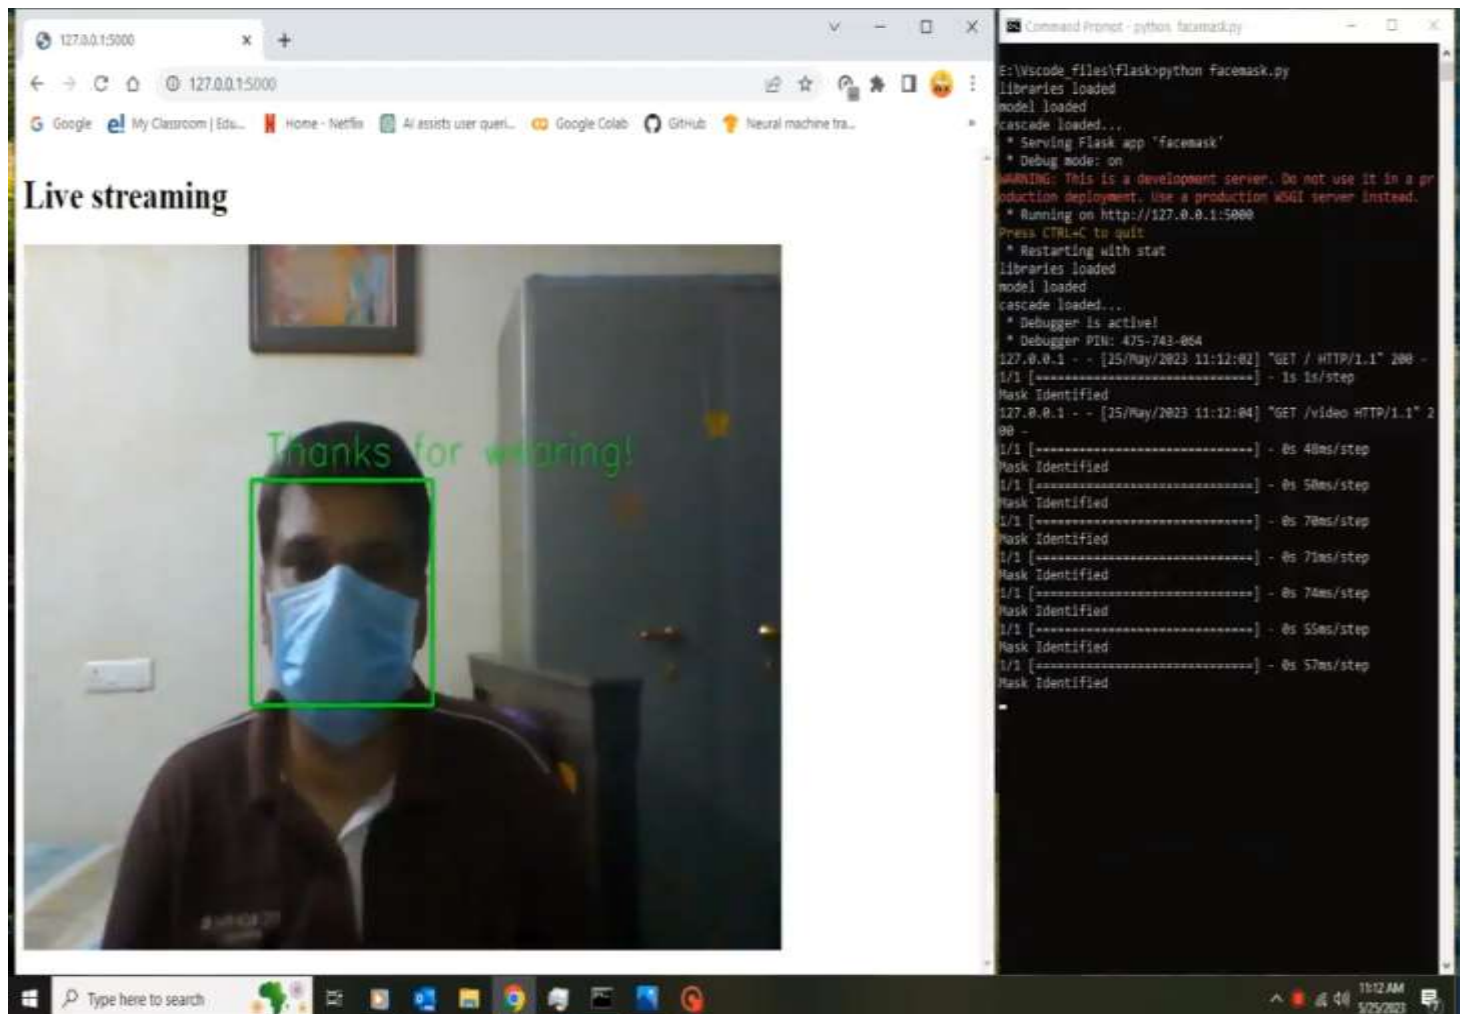 127.0.0.1:5000
127.0.0.1:5000
Google My Classroom | Edu... Home - Netflix AI assists user queri... Google Colab GitHub Neural machine tra...
Live streaming
Thanks for wearing!
Command Prompt - python facemask.py
E:\Vscode_files\flask>python facemask.py
libraries loaded
model loaded
cascade loaded...
* Serving Flask app 'facemask'
* Debug mode: on
WARNING: This is a development server. Do not use it in a pr
oduction deployment. Use a production WSGI server instead.
* Running on http://127.0.0.1:5000
Press CTRL+C to quit
* Restarting with stat
libraries loaded
model loaded
cascade loaded...
* Debugger is active!
* Debugger PIN: 475-743-064
127.0.0.1 - - [25/May/2023 11:12:02] "GET / HTTP/1.1" 200 -
1/1 [==============================] - 1s 1s/step
Mask Identified
127.0.0.1 - - [25/May/2023 11:12:04] "GET /video HTTP/1.1" 2
00 -
1/1 [==============================] - 0s 48ms/step
Mask Identified
1/1 [==============================] - 0s 50ms/step
Mask Identified
1/1 [==============================] - 0s 70ms/step
Mask Identified
1/1 [==============================] - 0s 71ms/step
Mask Identified
1/1 [==============================] - 0s 74ms/step
Mask Identified
1/1 [==============================] - 0s 55ms/step
Mask Identified
1/1 [==============================] - 0s 57ms/step
Mask Identified
Type here to search
11:12 AM
5/25/2023